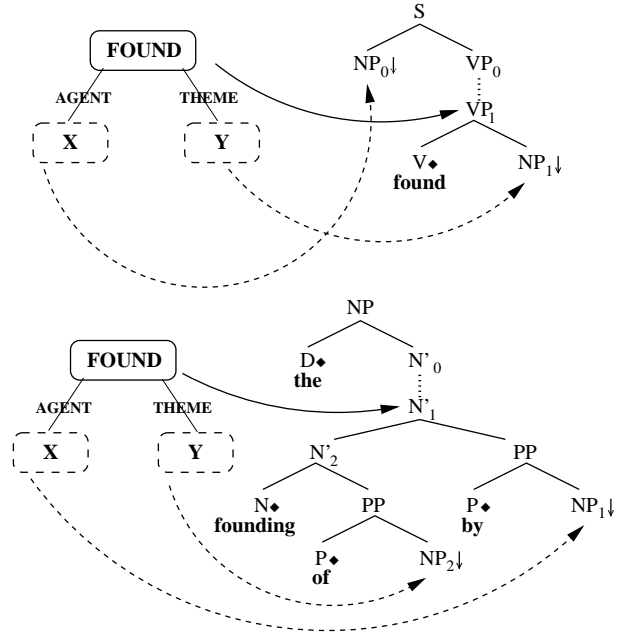 S
FOUND
NP0↓ VP0
AGENT THEME
VP1
X Y
V◆ NP1↓
found
NP
FOUND
D◆ N'0
the
AGENT THEME
N'1
X Y
N'2 PP
N◆ PP P◆ NP1↓
founding by
P◆ NP2↓
of